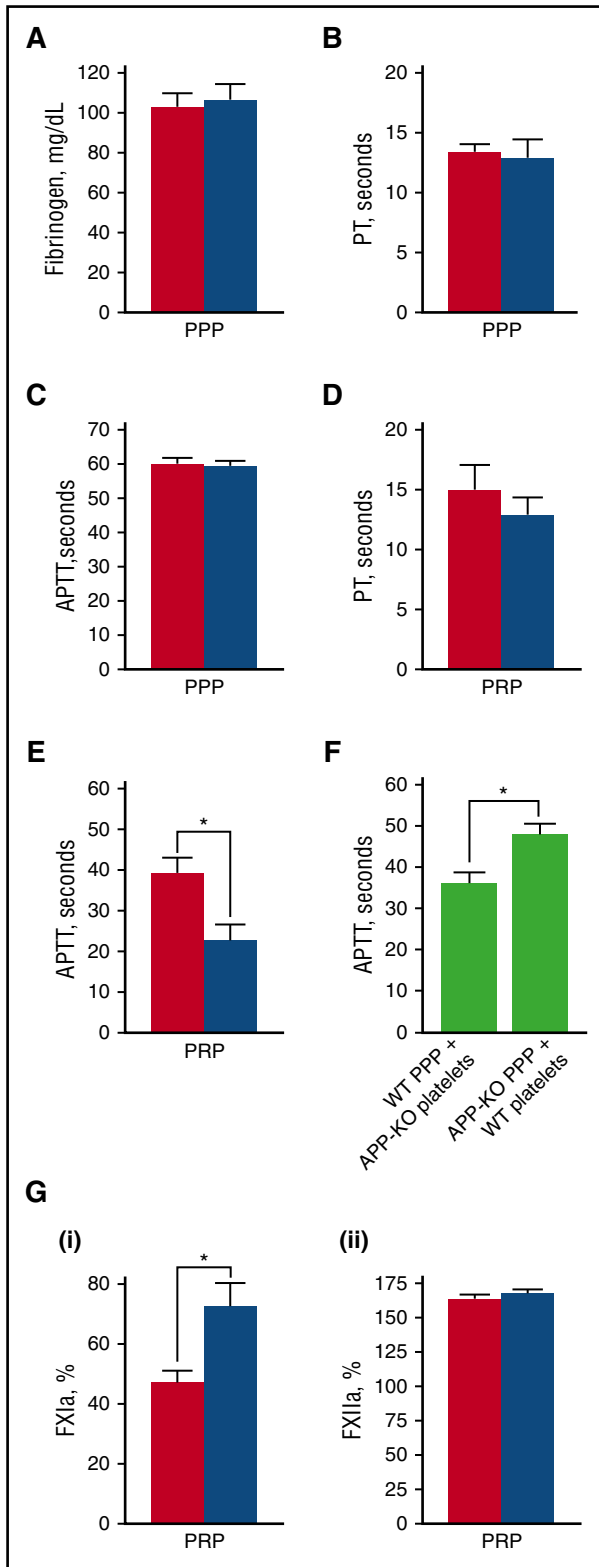 A
Fibrinogen, mg/dL
120
100
80
60
40
20
0
PPP
B
PT, seconds
20
15
10
5
0
PPP
C
APTT,seconds
70
60
50
40
30
20
10
0
PPP
D
PT, seconds
20
15
10
5
0
PRP
E
APTT, seconds
60
50
40
30
20
10
0
*
PRP
F
APTT, seconds
60
50
40
30
20
10
0
*
WT PPP +
APP-KO platelets
APP-KO PPP +
WT platelets
G
(i)
FXIa, %
80
60
40
20
0
*
PRP
(ii)
FXIIa, %
175
150
125
100
75
50
25
0
PRP